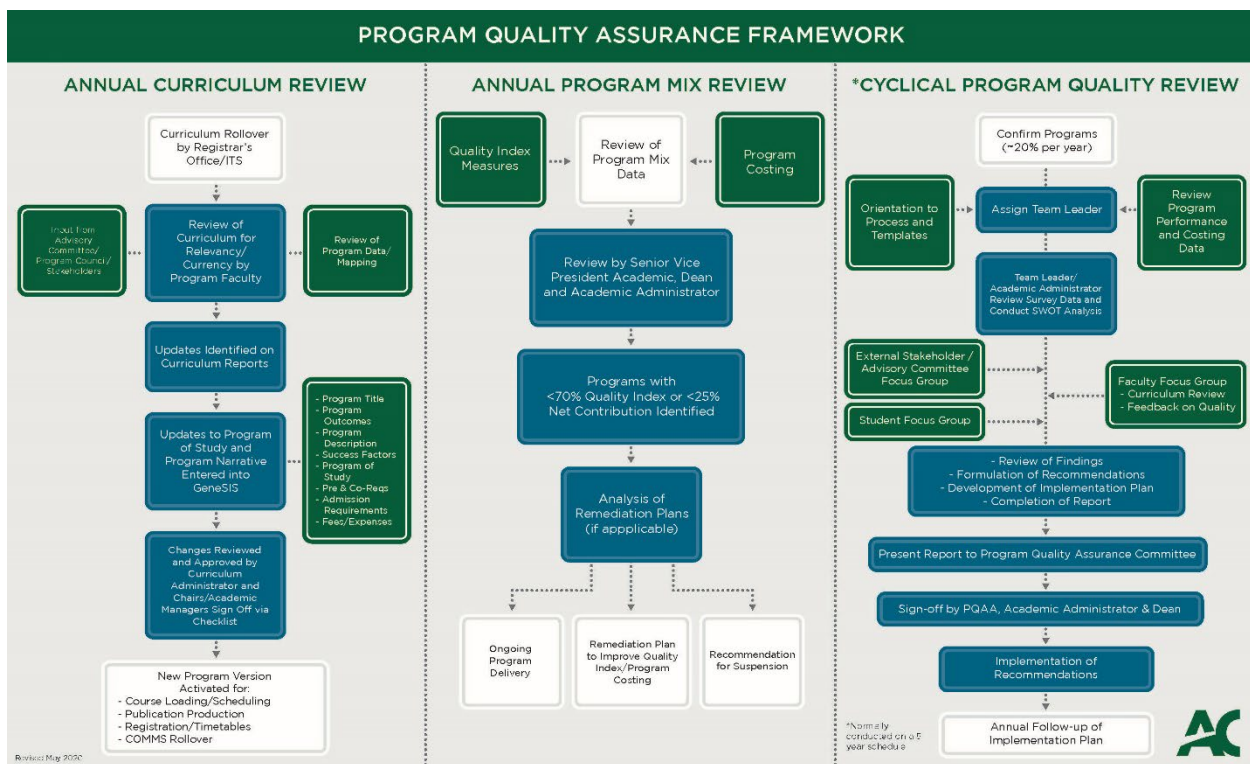 PROGRAM QUALITY ASSURANCE FRAMEWORK
ANNUAL CURRICULUM REVIEW
Curriculum Rollover
by Registrar's
Office/ITS
Input from
Advisory
Committee/
Program Council/
Stakeholders
Review of
Curriculum for
Relevancy/
Currency by
Program Faculty
Review of
Program Data/
Mapping
Updates Identified on
Curriculum Reports
Updates to Program
of Study and
Program Narrative
Entered into
GeneSIS
- Program Title
- Program
Outcomes
- Program
Description
- Success Factors
- Program of
Study
- Pre & Co-Reqs
- Admission
Requirements
- Fees/Expenses
Changes Reviewed
and Approved by
Curriculum
Administrator and
Chairs/Academic
Managers Sign Off via
Checklist
New Program Version
Activated for:
- Course Loading/Scheduling
- Publication Production
- Registration/Timetables
- COMMS Rollover
Revised May 2020
ANNUAL PROGRAM MIX REVIEW
Quality Index
Measures
Review of
Program Mix
Data
Program
Costing
Review by Senior Vice
President Academic, Dean
and Academic Administrator
Programs with
<70% Quality Index or <25%
Net Contribution Identified
Analysis of
Remediation Plans
(if appplicable)
Ongoing
Program
Delivery
Remediation Plan
to Improve Quality
Index/Program
Costing
Recommendation
for Suspension
*CYCLICAL PROGRAM QUALITY REVIEW
Confirm Programs
(~20% per year)
Orientation to
Process and
Templates
Assign Team Leader
Review
Program
Performance
and Costing
Data
Team Leader/
Academic Administrator
Review Survey Data and
Conduct SWOT Analysis
External Stakeholder /
Advisory Committee
Focus Group
Faculty Focus Group
- Curriculum Review
- Feedback on Quality
Student Focus Group
- Review of Findings
- Formulation of Recommendations
- Development of Implementation Plan
- Completion of Report
Present Report to Program Quality Assurance Committee
Sign-off by PQAA, Academic Administrator & Dean
Implementation of
Recommendations
*Normally
conducted on a 5
year schedule
Annual Follow-up of
Implementation Plan
AC